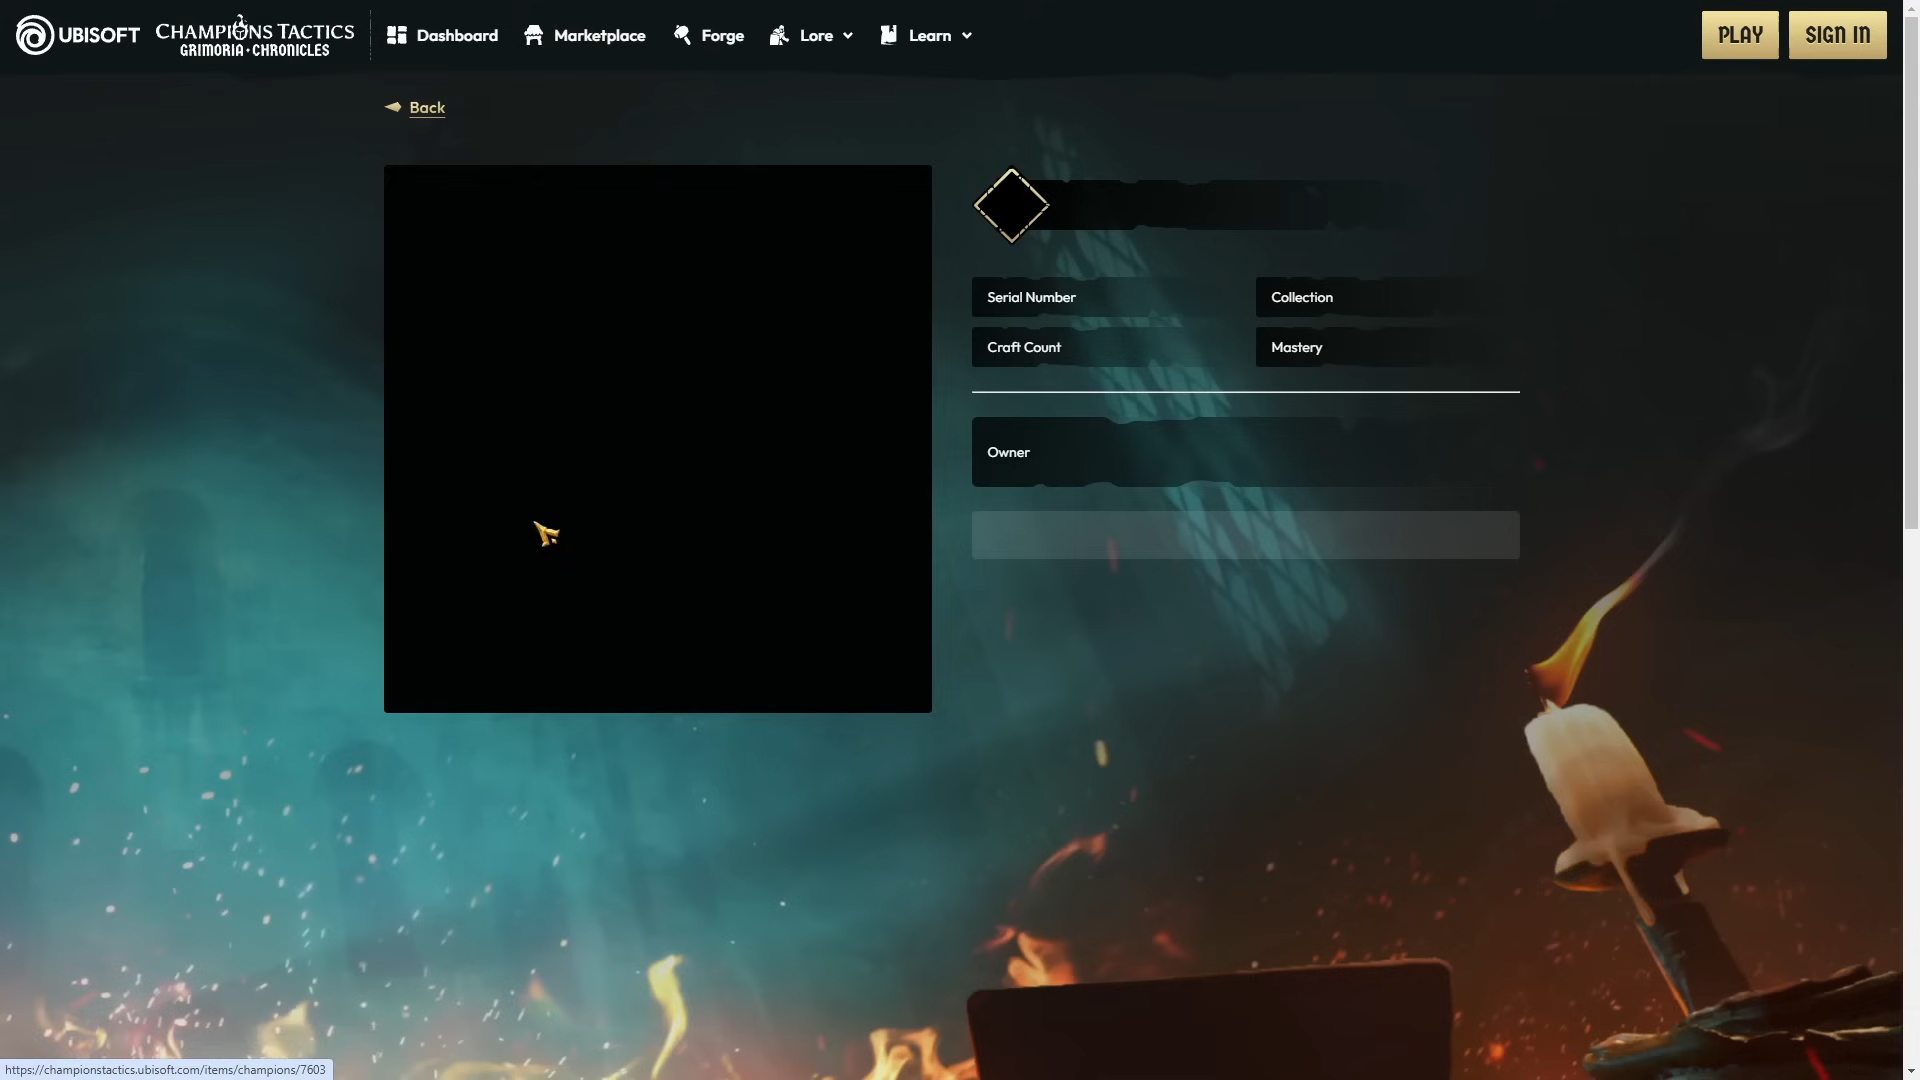 UBISOFT
CHAMPIONS TACTICS
GRIMORIA · CHRONICLES
Dashboard
Marketplace
Forge
Lore
Learn
PLAY
SIGN IN
Back
Serial Number
Collection
Craft Count
Mastery
Owner
https://championstactics.ubisoft.com/items/champions/7603